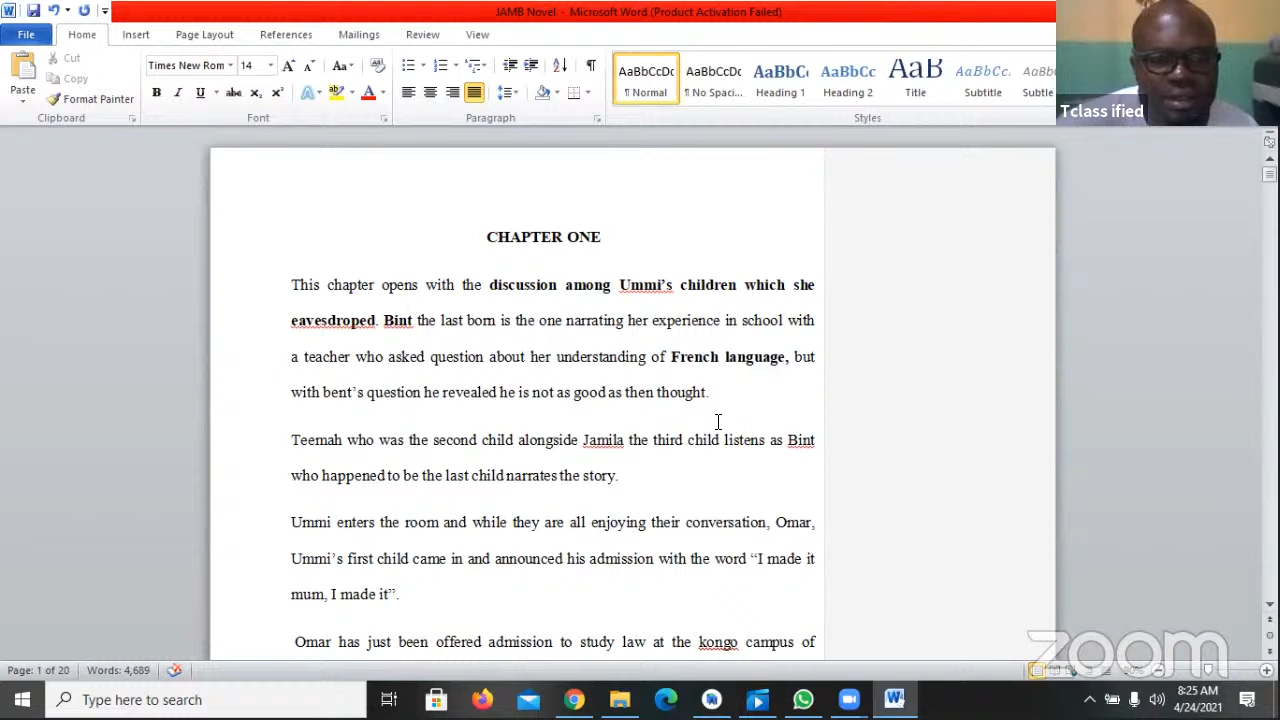 JAMB Novel - Microsoft Word (Product Activation Failed)
File Home Insert Page Layout References Mailings Review View
Cut
Copy
Format Painter
Paste
Times New Rom 14
AaBbCcDc AaBbCcDc AaBbC AaBbCc AaB AaBbCc. AaBb
¶ Normal ¶ No Spaci... Heading 1 Heading 2 Title Subtitle Subtle
Clipboard Font Paragraph Styles
Tclass ified
CHAPTER ONE
This chapter opens with the discussion among Ummi's children which she
eavesdroped. Bint the last born is the one narrating her experience in school with
a teacher who asked question about her understanding of French language, but
with bent's question he revealed he is not as good as then thought.
Teemah who was the second child alongside Jamila the third child listens as Bint
who happened to be the last child narrates the story.
Ummi enters the room and while they are all enjoying their conversation, Omar,
Ummi's first child came in and announced his admission with the word “I made it
mum, I made it”.
Omar has just been offered admission to study law at the kongo campus of
zoom
Page: 1 of 20 Words: 4,689 90%
Type here to search
8:25 AM
4/24/2021